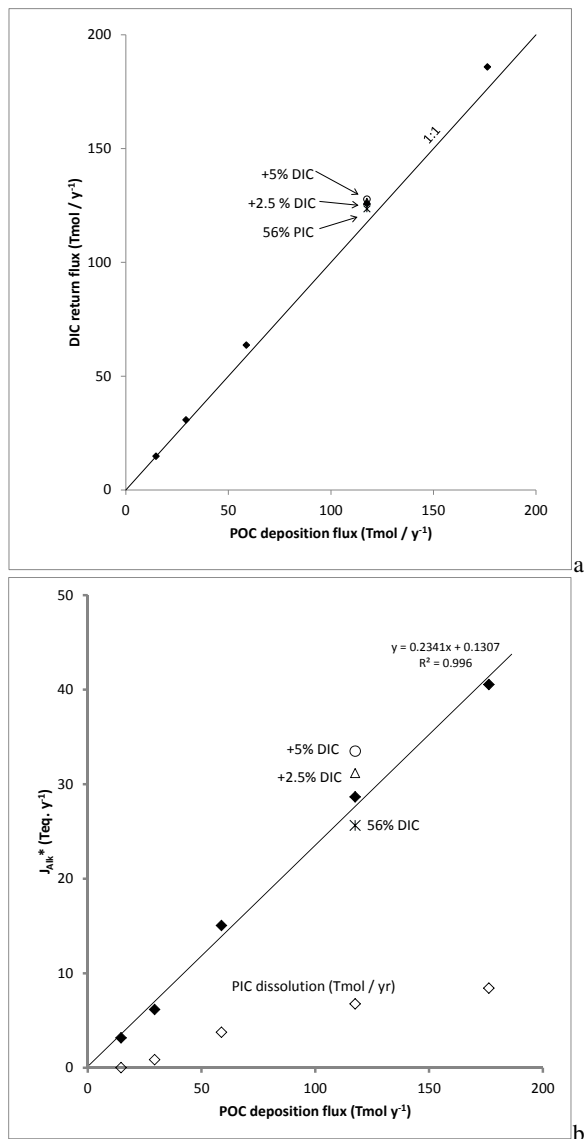 200
150
100
50
0
DIC return flux (Tmol / y-1)
1:1
+5% DIC
+2.5 % DIC
56% PIC
0 50 100 150 200
POC deposition flux (Tmol / y-1)
a
50
40
30
20
10
0
JAlk* (Teq. y-1)
y = 0.2341x + 0.1307
R² = 0.996
+5% DIC
+2.5% DIC
56% DIC
PIC dissolution (Tmol / yr)
0 50 100 150 200
POC deposition flux (Tmol y-1)
b